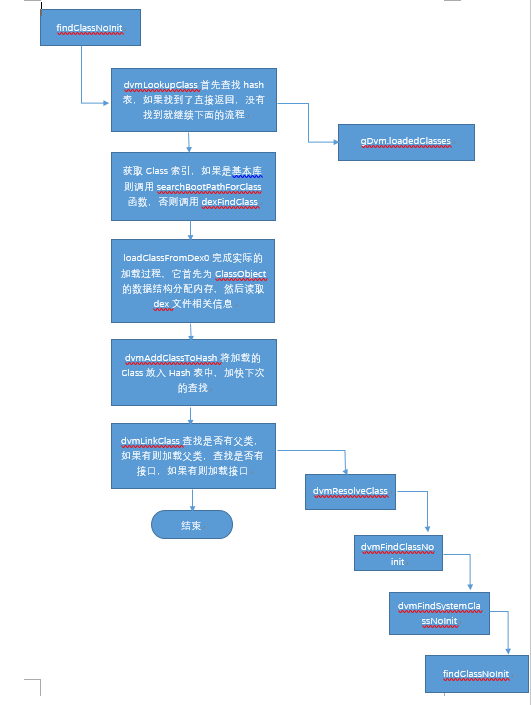 findClassNoInit
dvmLookupClass 首先查找 hash
表，如果找到了直接返回，没有
找到就继续下面的流程
gDvm.loadedClasses
获取 Class 索引，如果是基本库
则调用 searchBootPathForClass
函数，否则调用 dexFindClass
loadClassFromDex0 完成实际的
加载过程，它首先为 ClassObject
的数据结构分配内存，然后读取
dex 文件相关信息
dvmAddClassToHash 将加载的
Class 放入 Hash 表中，加快下次
的查找
dvmLinkClass 查找是否有父类，
如果有则加载父类，查找是否有
接口，如果有则加载接口
dvmResolveClass
结束
dvmFindClassNo
init
dvmFindSystemCla
ssNoInit
findClassNoInit